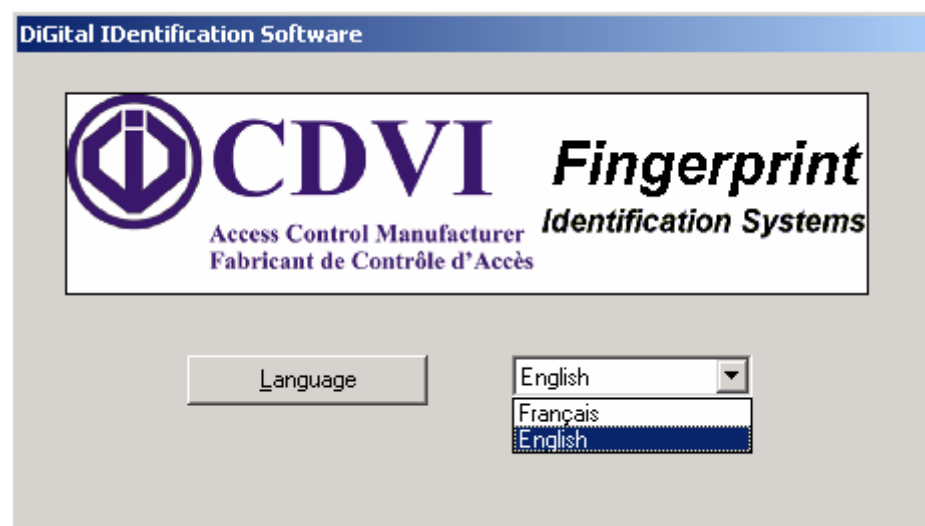 DiGital IDentification Software
CDVI
Fingerprint
Identification Systems
Access Control Manufacturer
Fabricant de Contrôle d'Accès
Language
English
Français
English